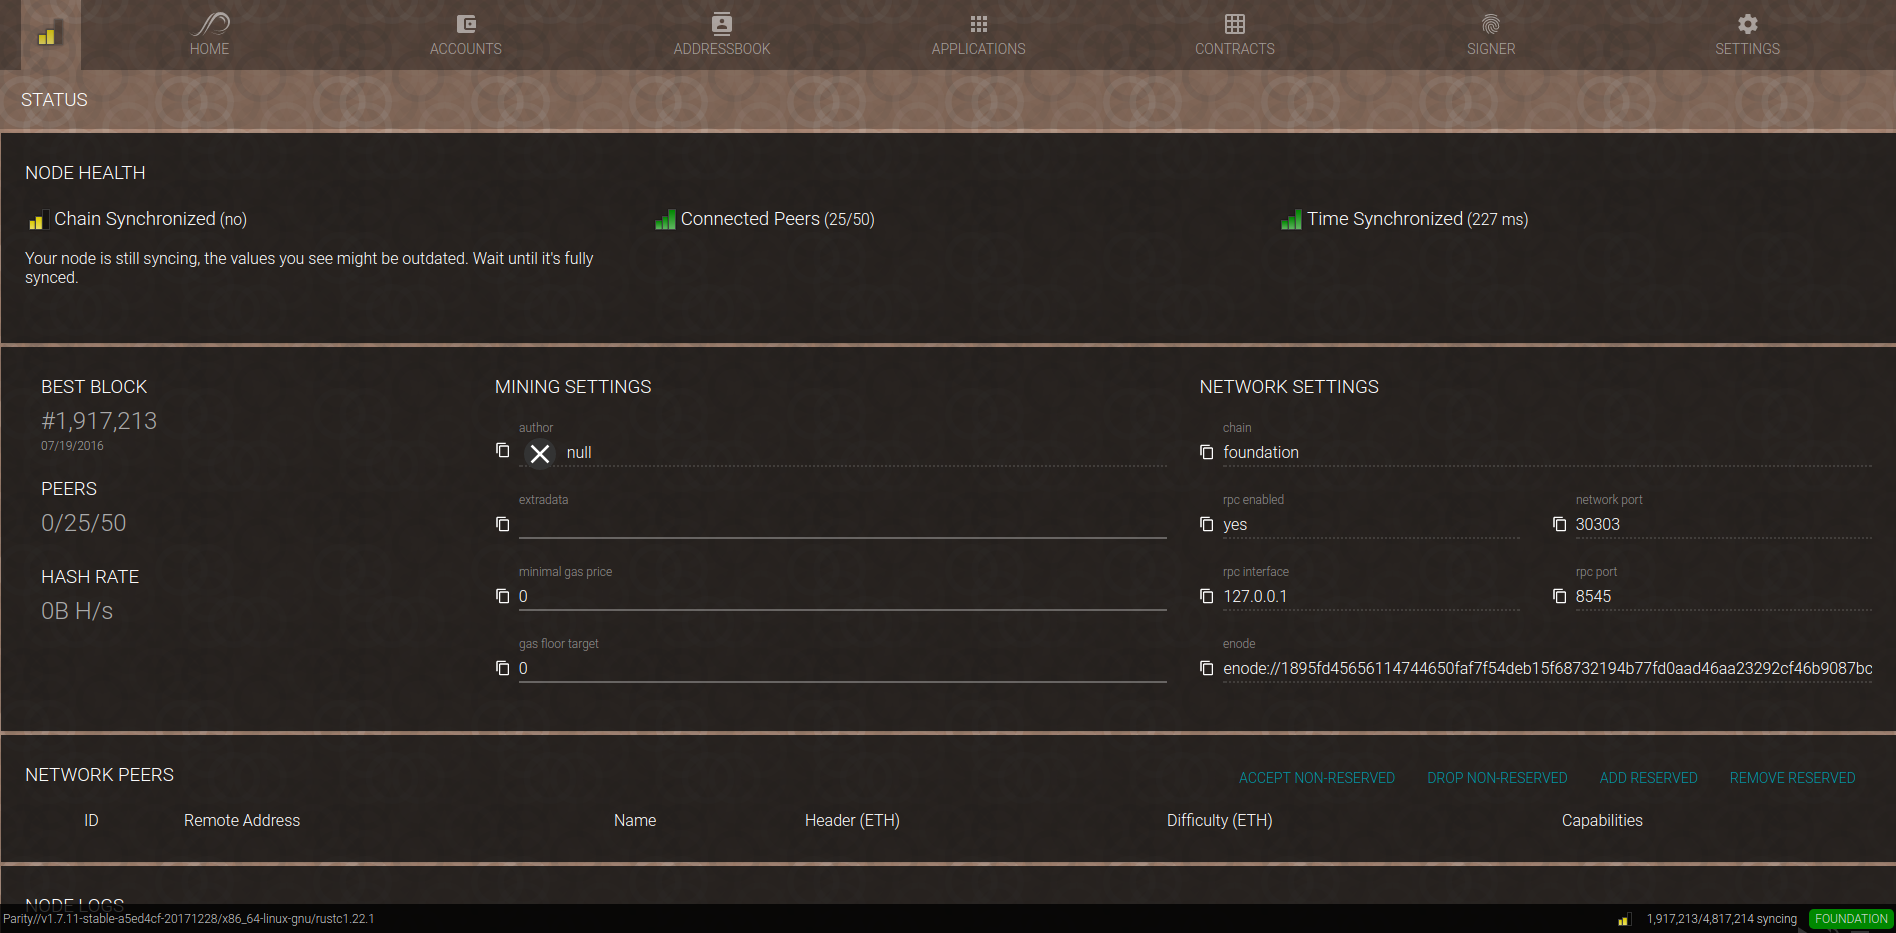 HOME
ACCOUNTS
ADDRESSBOOK
APPLICATIONS
CONTRACTS
SIGNER
SETTINGS
STATUS
NODE HEALTH
Chain Synchronized (no)
Your node is still syncing, the values you see might be outdated. Wait until it's fully
synced.
Connected Peers (25/50)
Time Synchronized (227 ms)
BEST BLOCK
#1,917,213
07/19/2016
PEERS
0/25/50
HASH RATE
0B H/s
MINING SETTINGS
author
null
extradata
minimal gas price
0
gas floor target
0
NETWORK SETTINGS
chain
foundation
rpc enabled
yes
network port
30303
rpc interface
127.0.0.1
rpc port
8545
enode
enode://1895fd45656114744650faf7f54deb15f68732194b77fd0aad46aa23292cf46b9087bc
NETWORK PEERS
ACCEPT NON-RESERVED
DROP NON-RESERVED
ADD RESERVED
REMOVE RESERVED
ID
Remote Address
Name
Header (ETH)
Difficulty (ETH)
Capabilities
NODE LOGS
Parity//v1.7.11-stable-a5ed4cf-20171228/x86_64-linux-gnu/rustc1.22.1
1,917,213/4,817,214 syncing
FOUNDATION